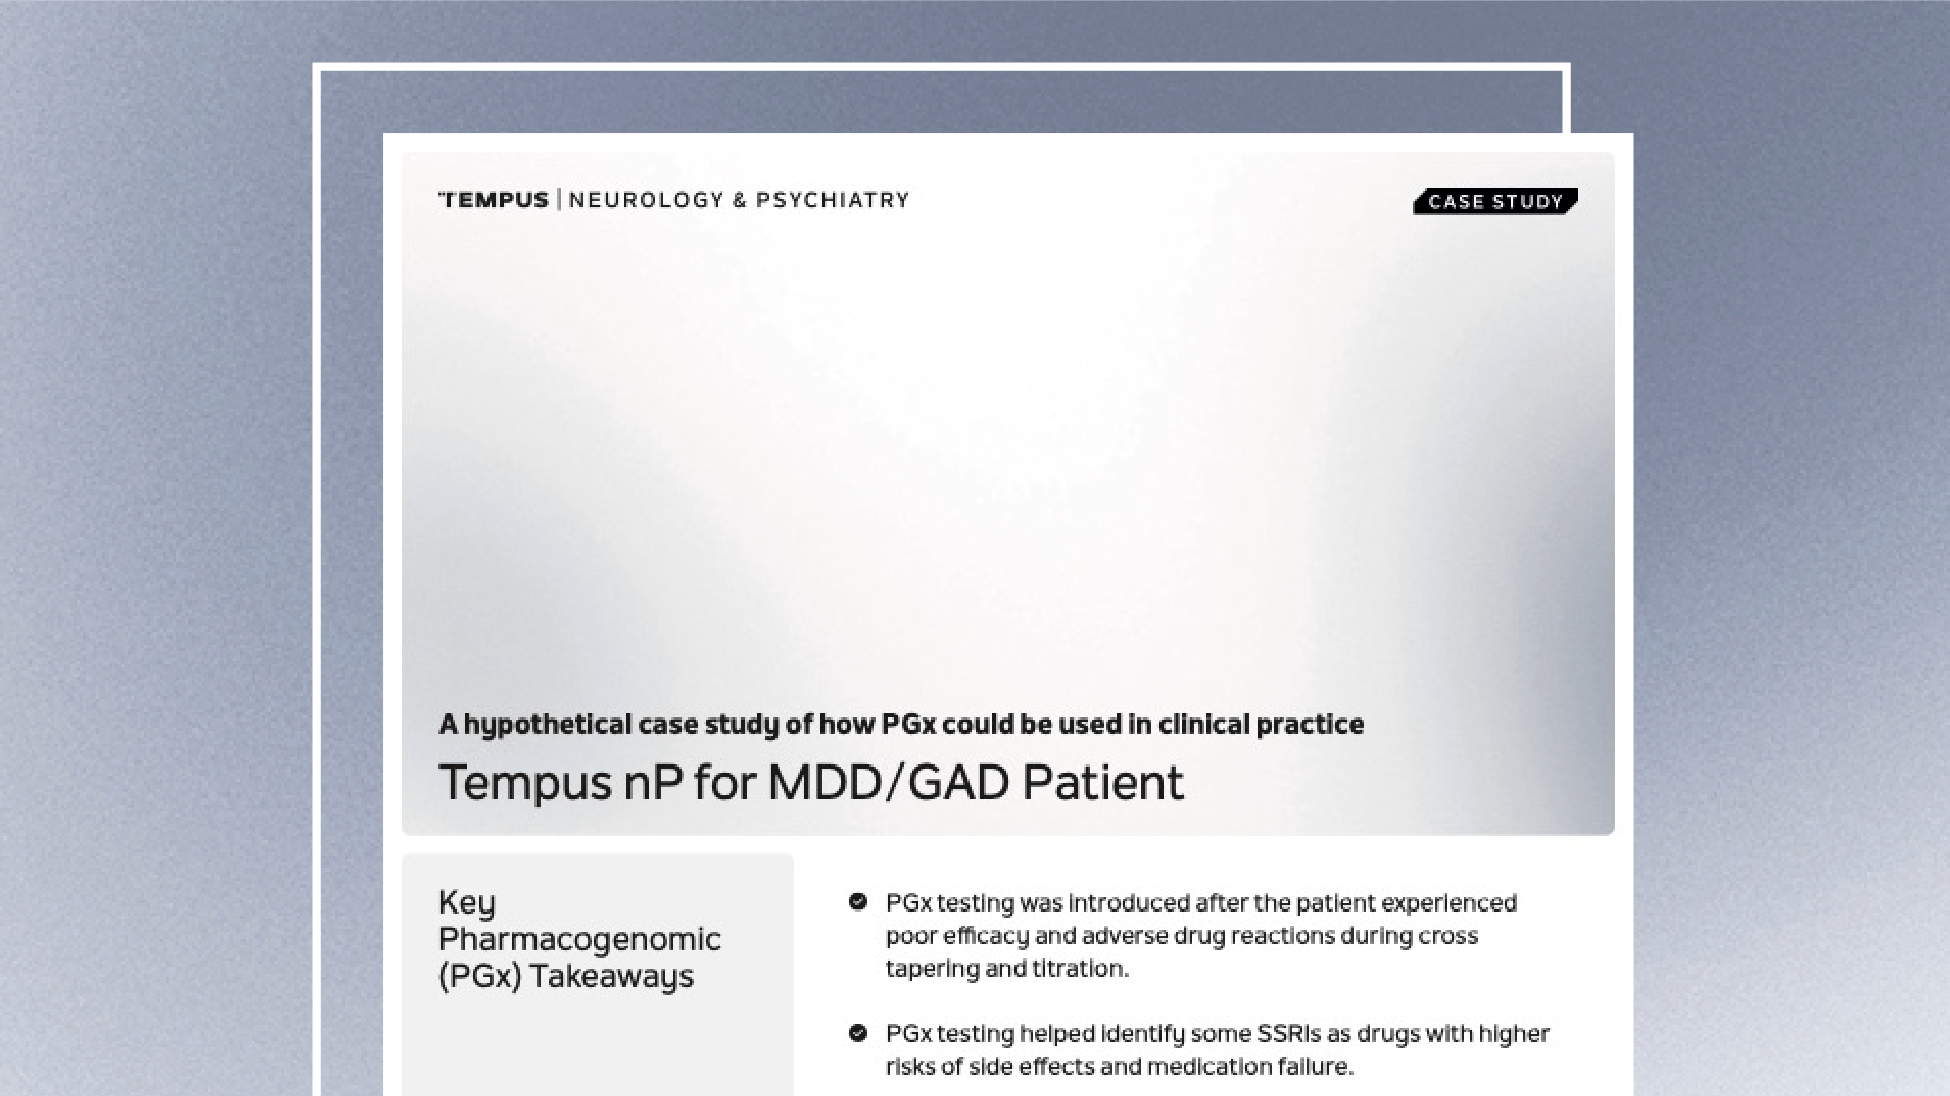 TEMPUS | NEUROLOGY & PSYCHIATRY
CASE STUDY
A hypothetical case study of how PGx could be used in clinical practice
Tempus nP for MDD/GAD Patient
Key
Pharmacogenomic
(PGx) Takeaways
PGx testing was introduced after the patient experienced
poor efficacy and adverse drug reactions during cross
tapering and titration.
PGx testing helped identify some SSRIs as drugs with higher
risks of side effects and medication failure.